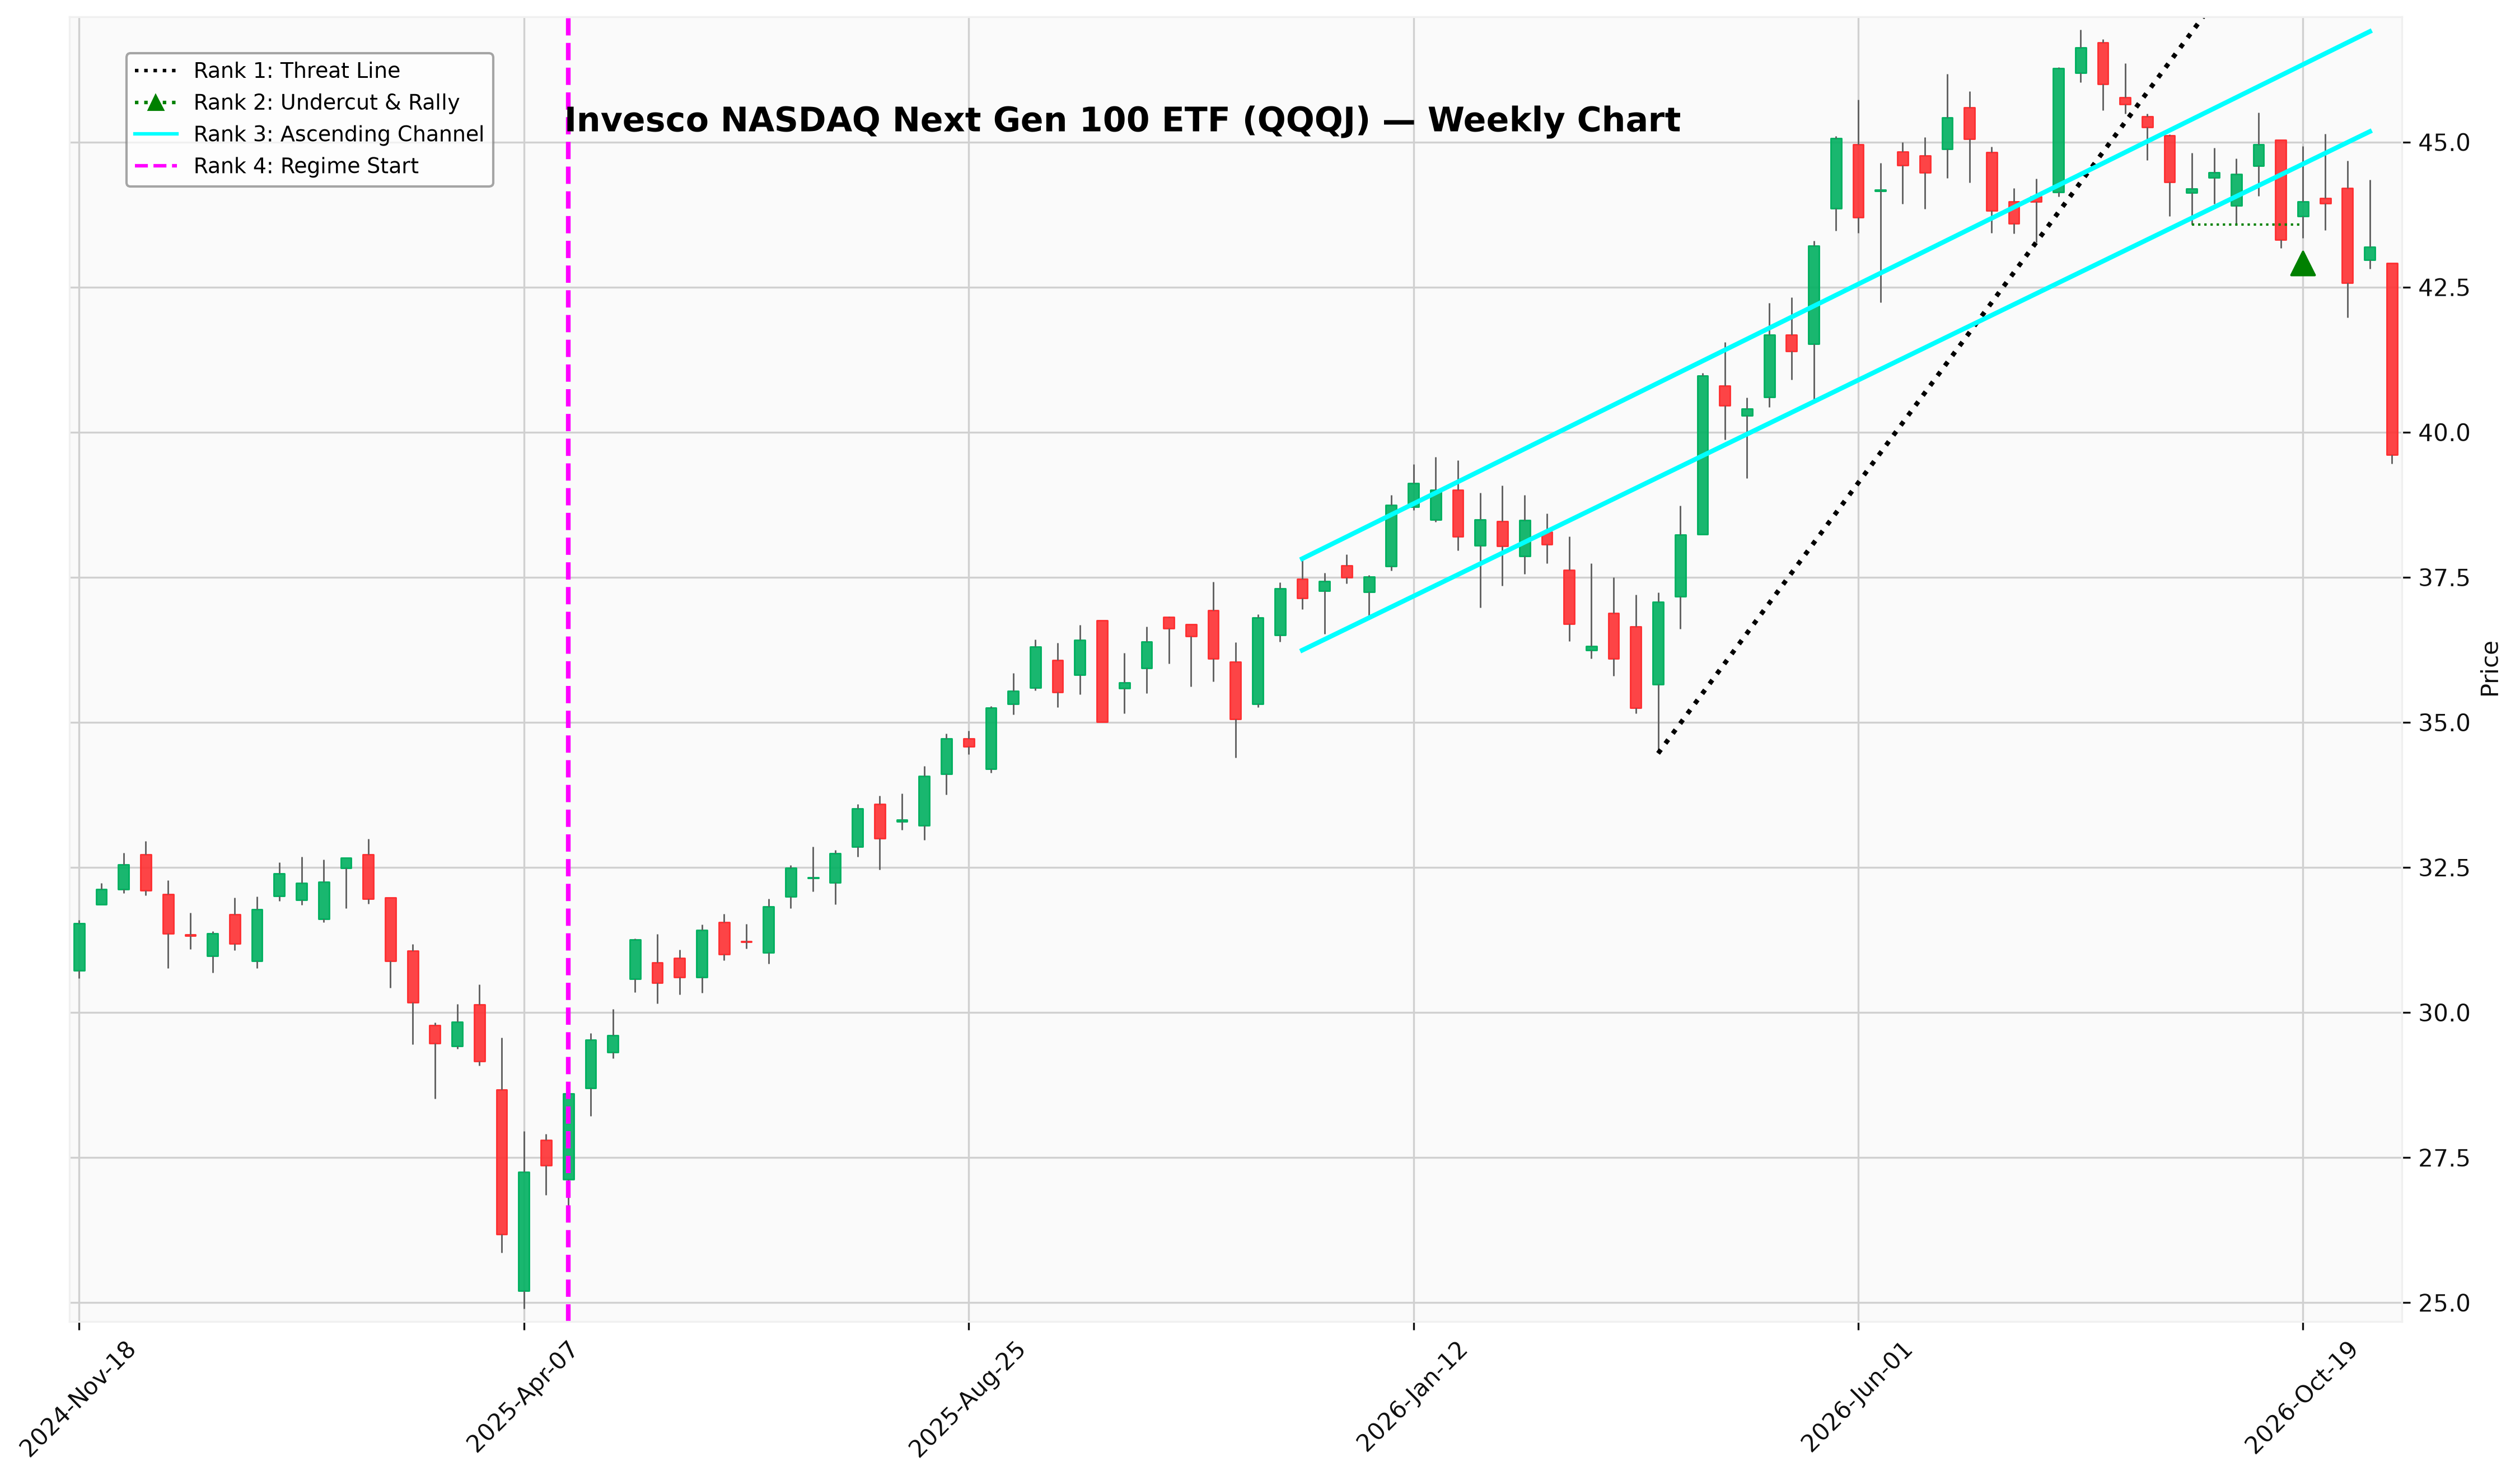 Rank 1: Threat Line
Rank 2: Undercut & Rally
Rank 3: Ascending Channel
Rank 4: Regime Start
Invesco NASDAQ Next Gen 100 ETF (QQQJ) — Weekly Chart
45.0
42.5
40.0
37.5
35.0
32.5
30.0
27.5
25.0
Price
2024-Nov-18
2025-Apr-07
2025-Aug-25
2026-Jan-12
2026-Jun-01
2026-Oct-19